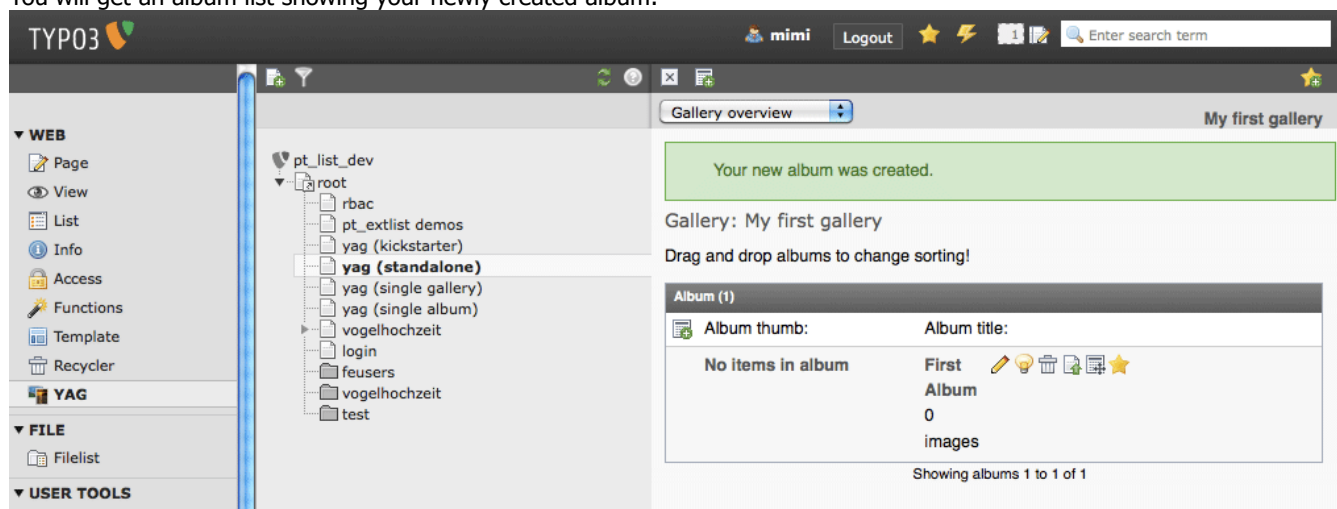 You will get an album list showing your newly created album.
TYPO3
mimi
Logout
1
Enter search term
Gallery overview
My first gallery
WEB
Page
View
List
Info
Access
Functions
Template
Recycler
YAG
FILE
Filelist
USER TOOLS
pt_list_dev
root
rbac
pt_extlist demos
yag (kickstarter)
yag (standalone)
yag (single gallery)
yag (single album)
vogelhochzeit
login
feusers
vogelhochzeit
test
Your new album was created.
Gallery: My first gallery
Drag and drop albums to change sorting!
Album (1)
Album thumb: Album title:
No items in album First
Album
0
images
Showing albums 1 to 1 of 1